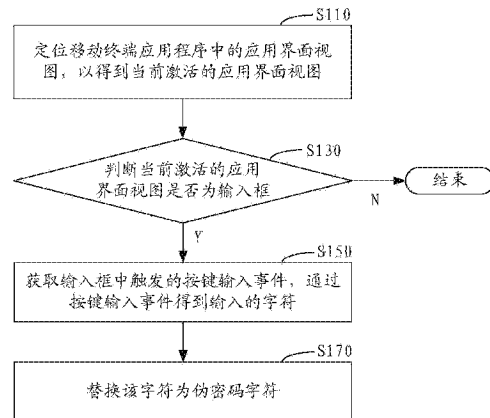 S110
定位移动终端应用程序中的应用界面视
图，以得到当前激活的应用界面视图
S130
判断当前激活的应用
界面视图是否为输入框
结束
N
Y
S150
获取输入框中触发的按键输入事件，通过
按键输入事件得到输入的字符
S170
替换该字符为伪密码字符